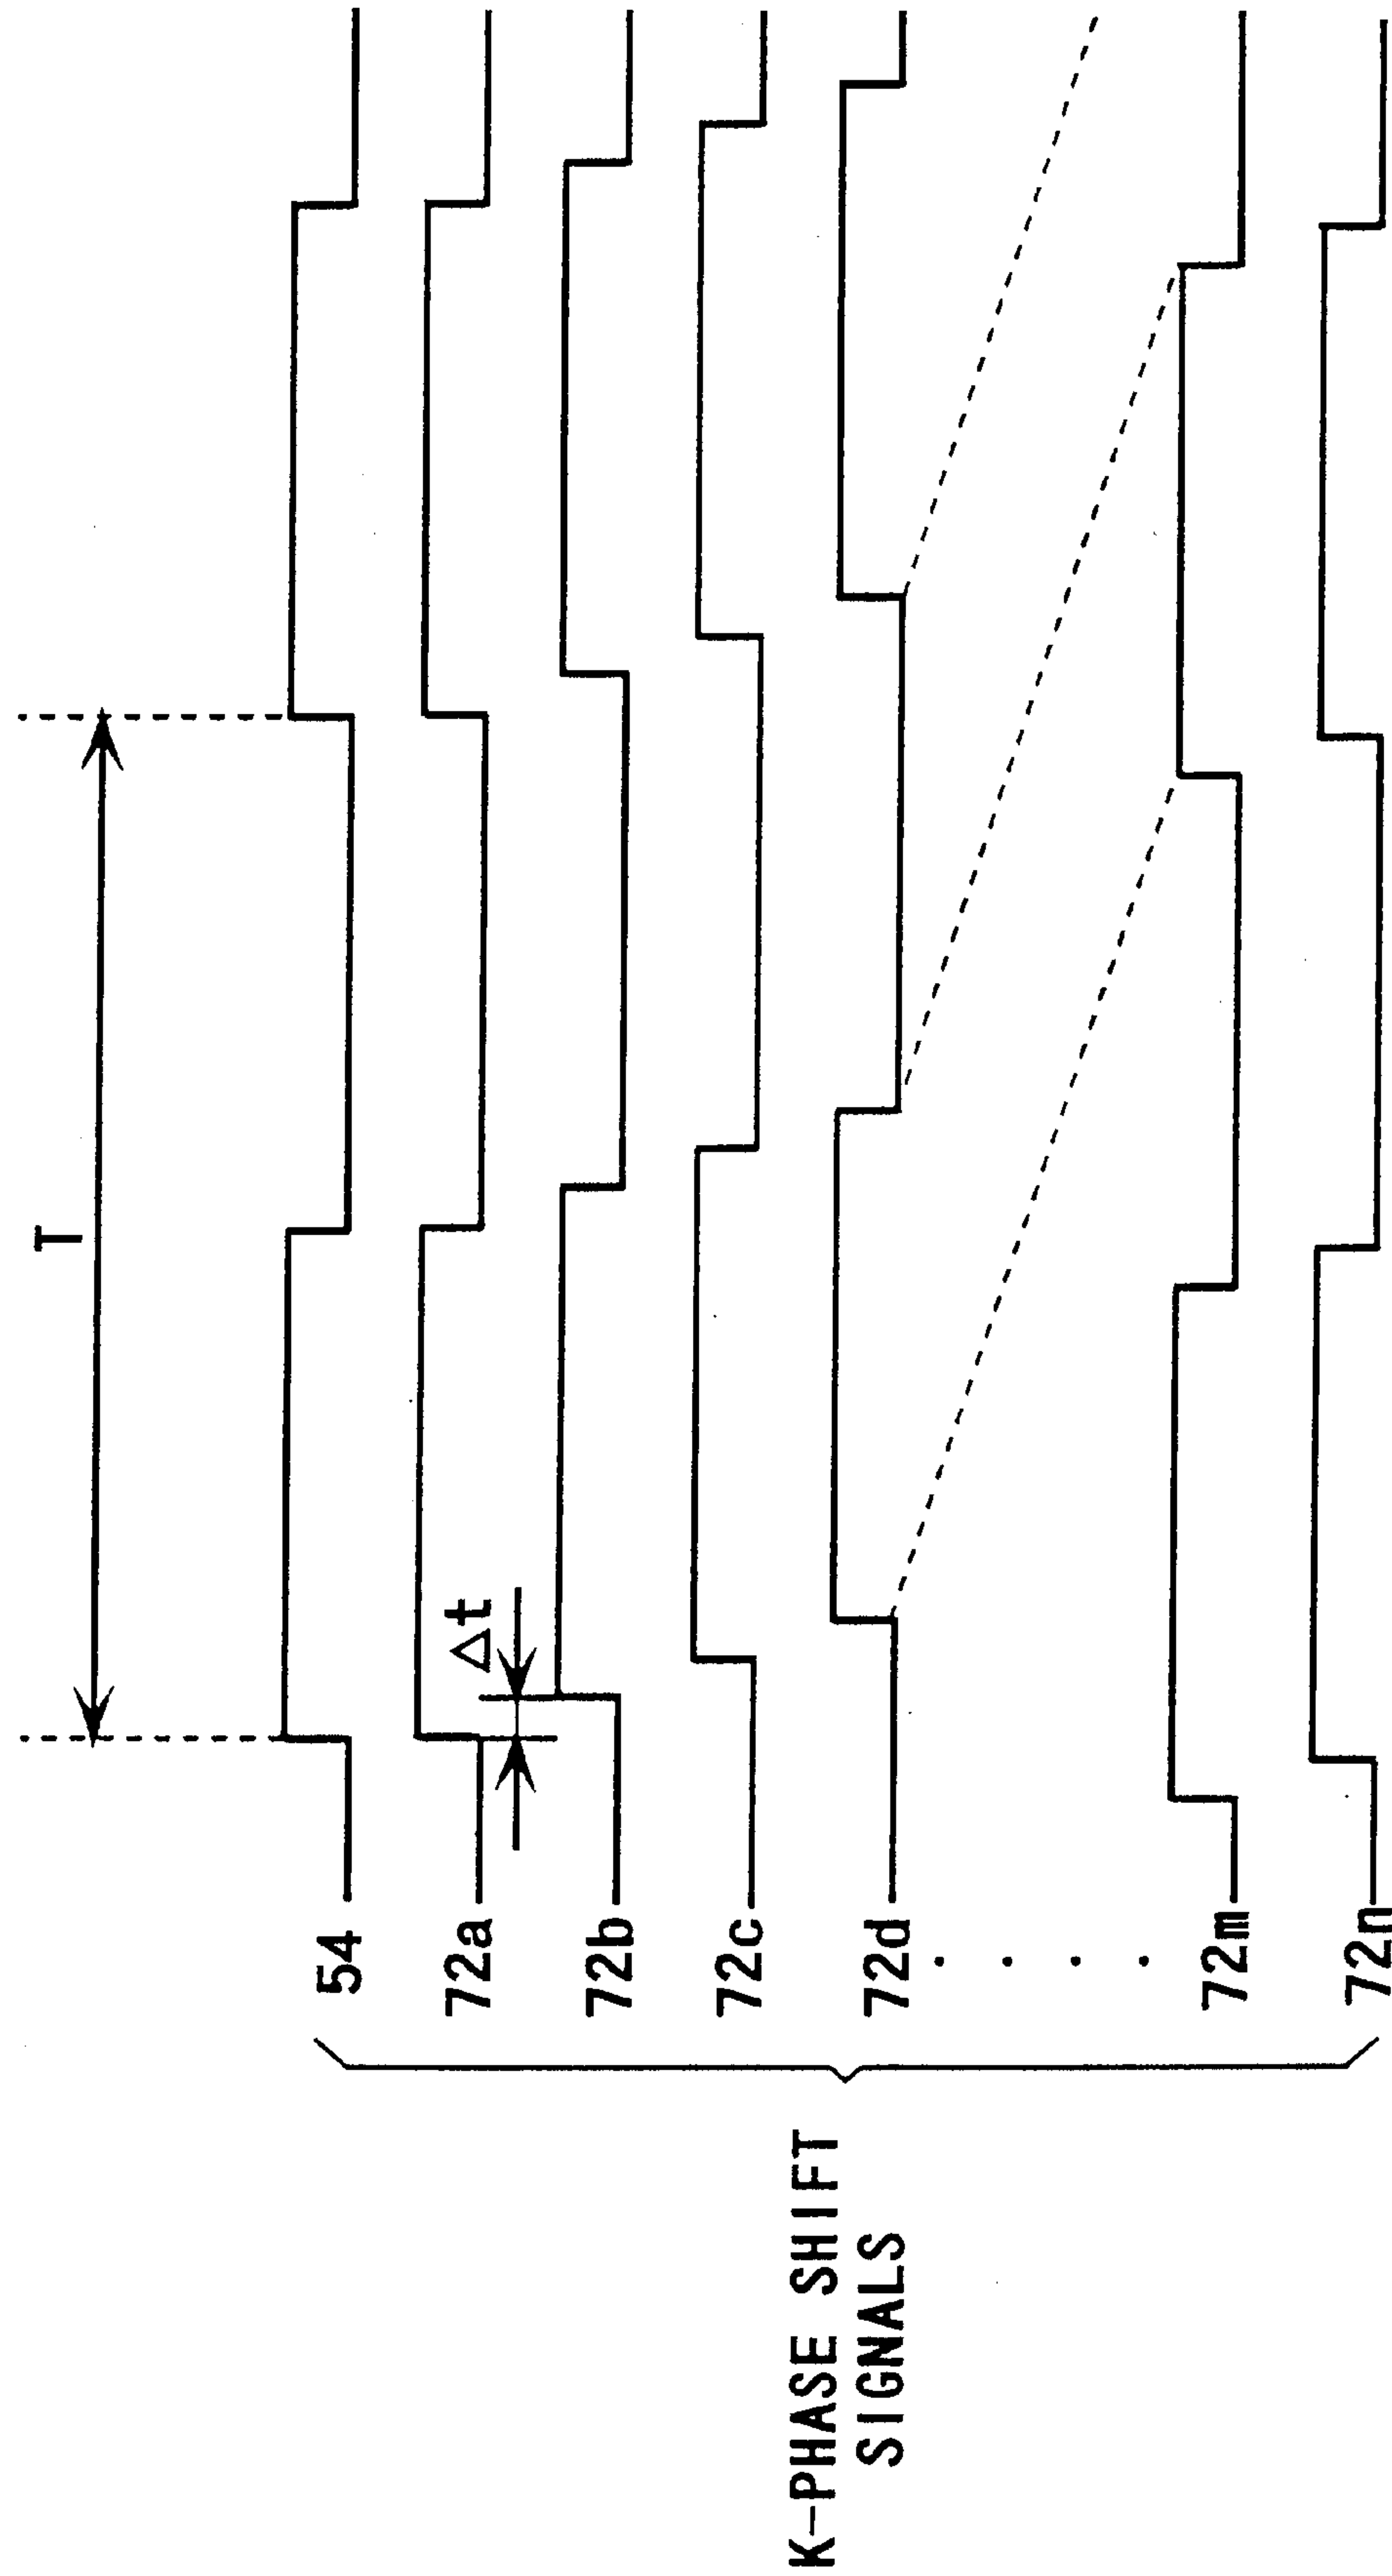 T
54
72a
Δt
72b
72c
72d
72m
72n
K-PHASE SHIFT
SIGNALS